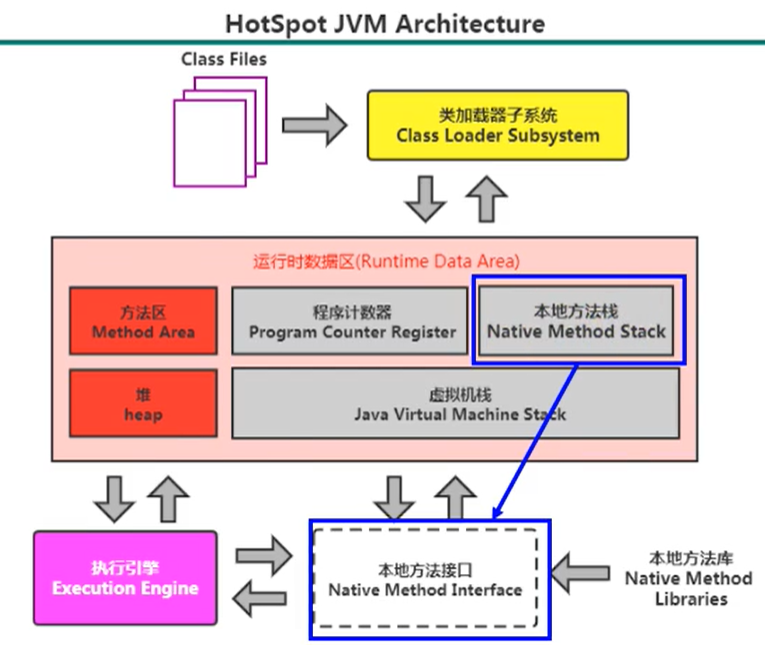 HotSpot JVM Architecture
Class Files
类加载器子系统
Class Loader Subsystem
运行时数据区(Runtime Data Area)
方法区
Method Area
程序计数器
Program Counter Register
本地方法栈
Native Method Stack
堆
heap
虚拟机栈
Java Virtual Machine Stack
执行引擎
Execution Engine
本地方法接口
Native Method Interface
本地方法库
Native Method
Libraries